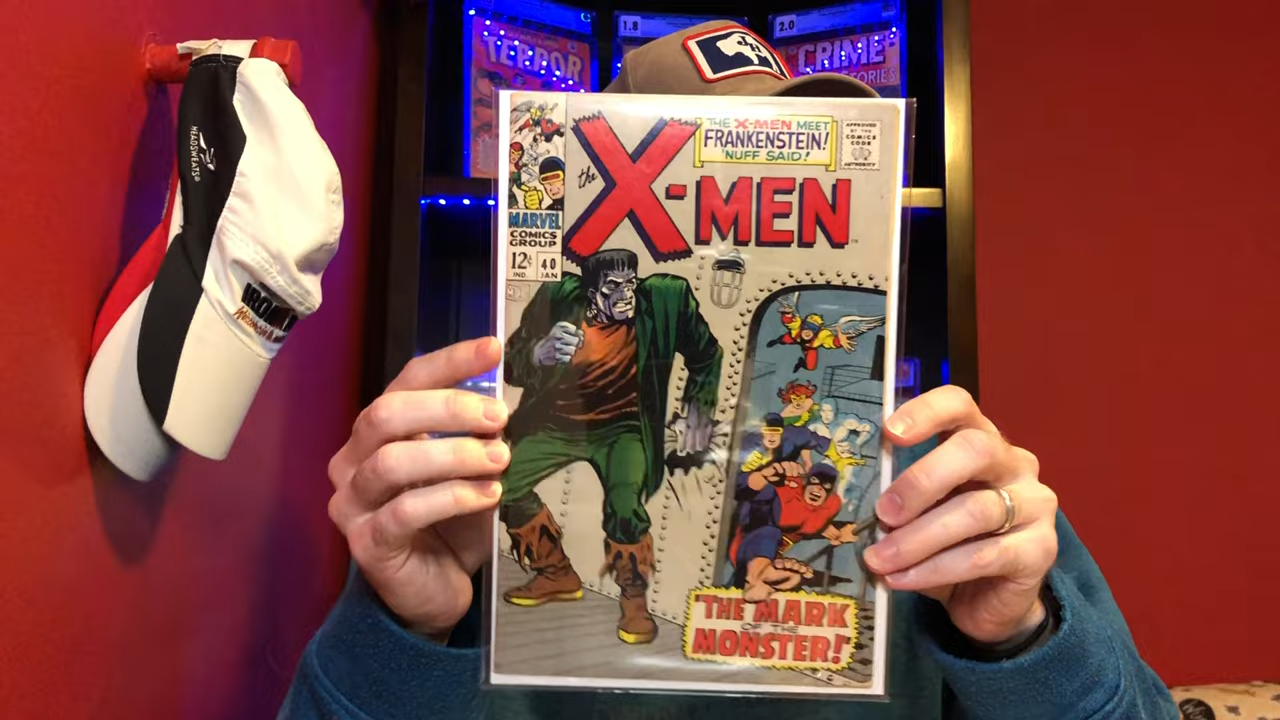 TERROR
1.8
2.0
CRIME
STORIES
JH
HEADSWEATS®
IRONMAN
THE X-MEN MEET
FRANKENSTEIN!
'NUFF SAID!
APPROVED
BY THE
COMICS
CODE
AUTHORITY
the X-MEN
MARVEL
COMICS
GROUP
12¢ 40
IND. JAN
"THE MARK
OF THE
MONSTER!"